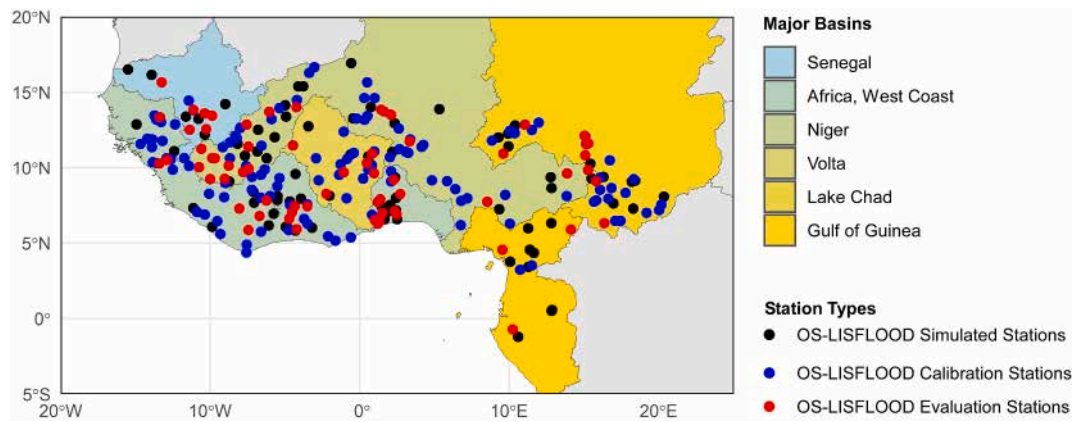 20°N
15°N
10°N
5°N
0°
5°S
20°W
10°W
0°
10°E
20°E
Major Basins
Senegal
Africa, West Coast
Niger
Volta
Lake Chad
Gulf of Guinea
Station Types
OS-LISFLOOD Simulated Stations
OS-LISFLOOD Calibration Stations
OS-LISFLOOD Evaluation Stations